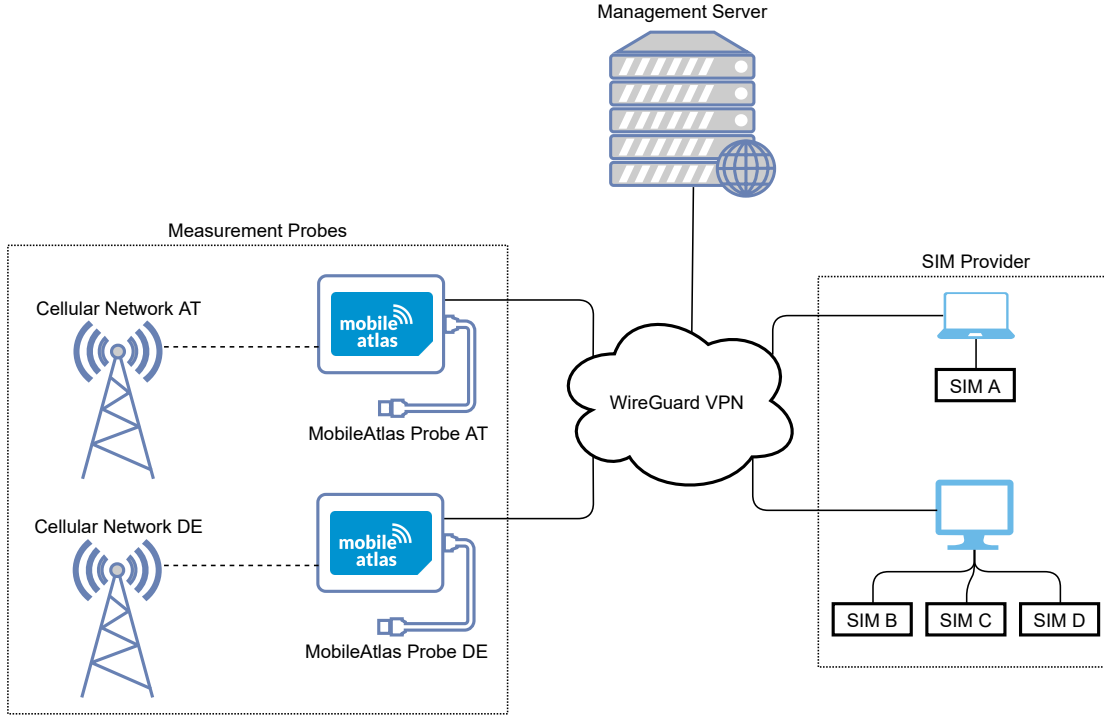 Management Server
Measurement Probes
SIM Provider
Cellular Network AT
mobile
atlas
MobileAtlas Probe AT
WireGuard VPN
SIM A
Cellular Network DE
mobile
atlas
MobileAtlas Probe DE
SIM B
SIM C
SIM D